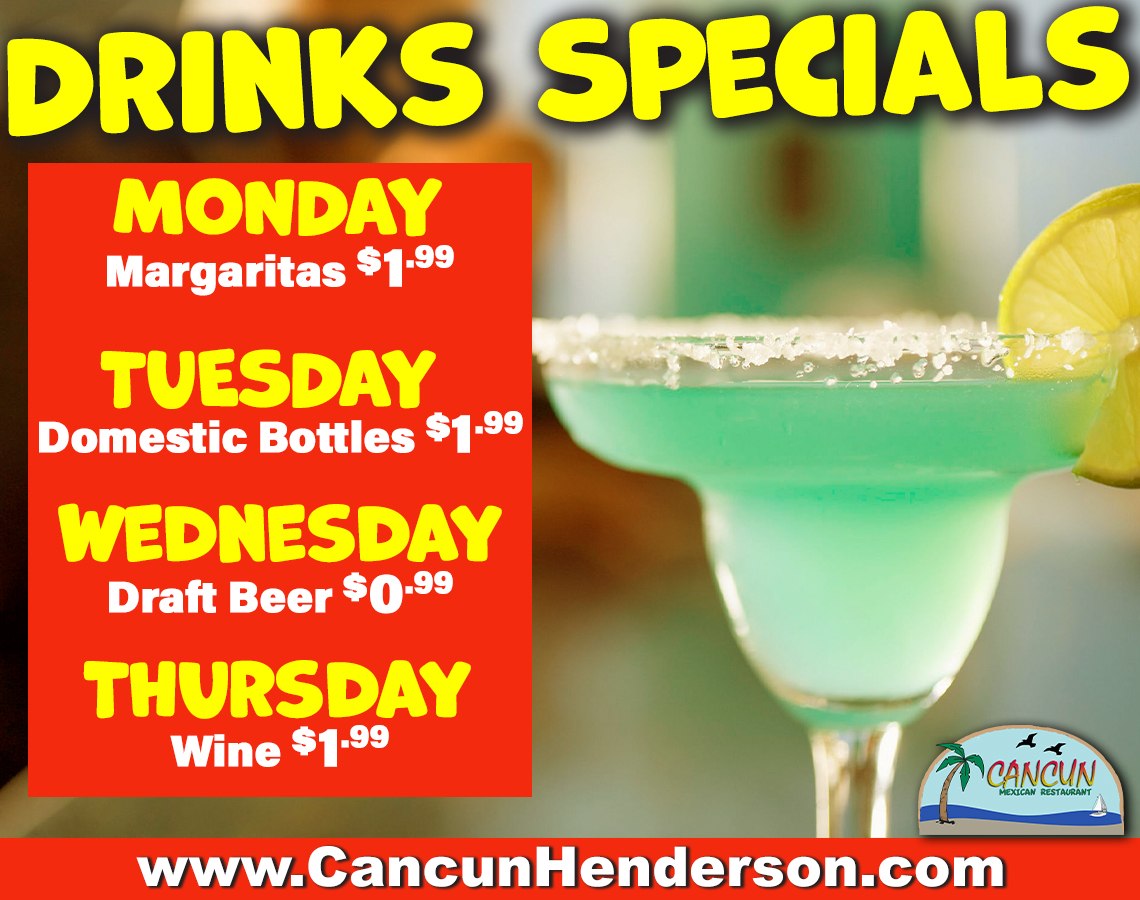 DRINKS SPECIALS
MONDAY
Margaritas $1.99
TUESDAY
Domestic Bottles $1.99
WEDNESDAY
Draft Beer $0.99
THURSDAY
Wine $1.99
CANCUN
MEXICAN RESTAURANT
www.CancunHenderson.com